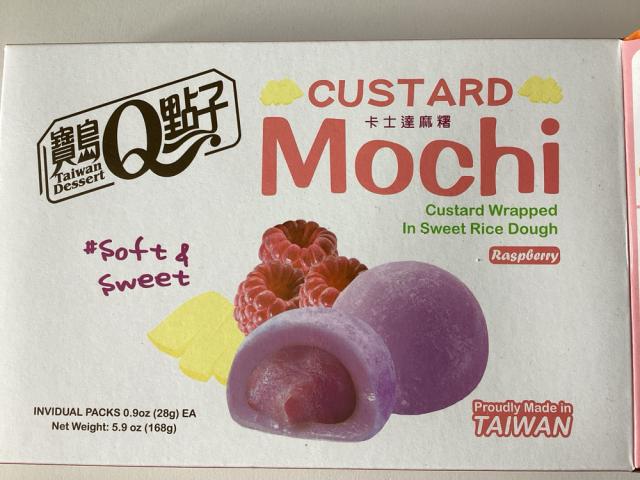 寶島Q點子
Taiwan
Dessert
CUSTARD
卡士達麻糬
Mochi
Custard Wrapped
In Sweet Rice Dough
Raspberry
#Soft &
Sweet
INVIDUAL PACKS 0.9oz (28g) EA
Net Weight: 5.9 oz (168g)
Proudly Made in
TAIWAN